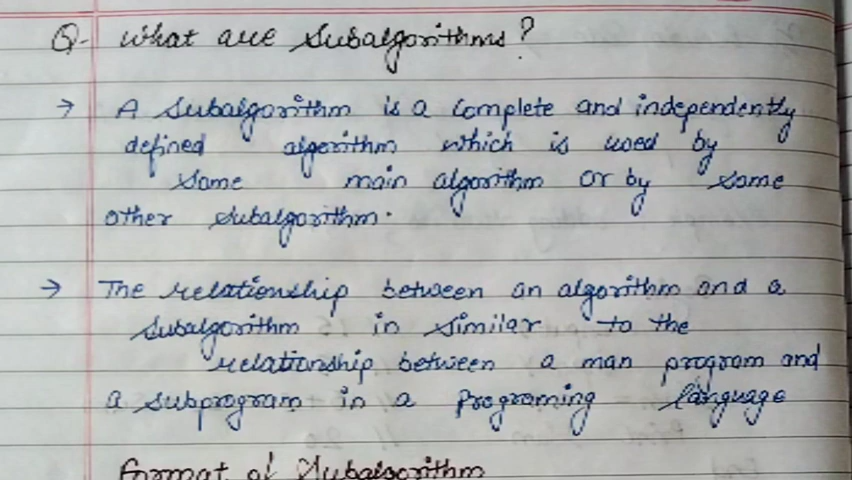 Q. What are Subalgorithms?
→ A Subalgorithm is a complete and independently
defined algorithm which is used by
some main algorithm or by some
other subalgorithm.
→ The relationship between an algorithm and a
subalgorithm in similar to the
relationship between a man program and
a subprogram in a Programing language
Format of Subalgorithm